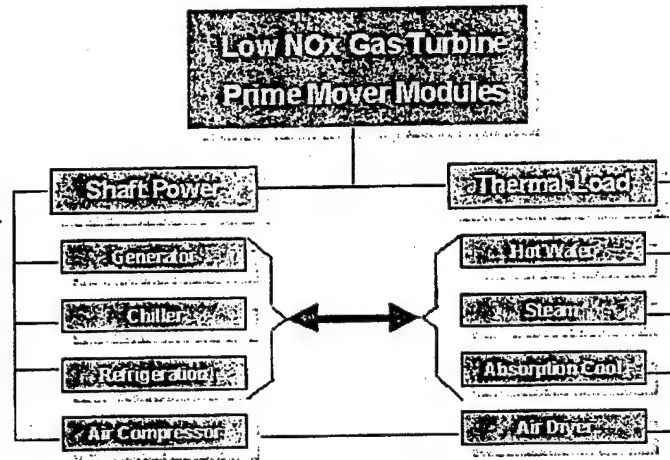 Low NOx Gas Turbine
Prime Mover Modules
Shaft Power
Thermal Load
Generator
Hot Water
Chiller
Steam
Refrigeration
Absorption Cool
Air Compressor
Air Dryer